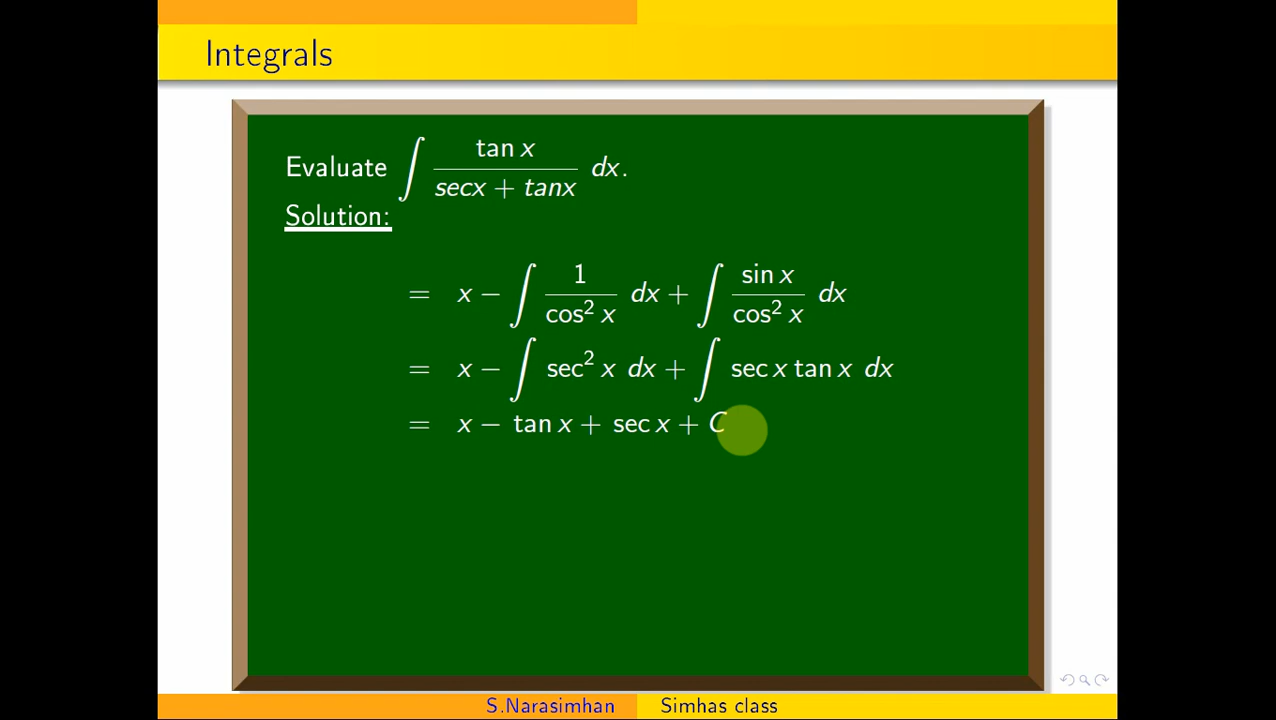 Integrals
Evaluate ∫ tan x / (secx + tanx) dx.
Solution:
= x − ∫ 1 / cos² x dx + ∫ sin x / cos² x dx
= x − ∫ sec² x dx + ∫ sec x tan x dx
= x − tan x + sec x + C
S.Narasimhan Simhas class